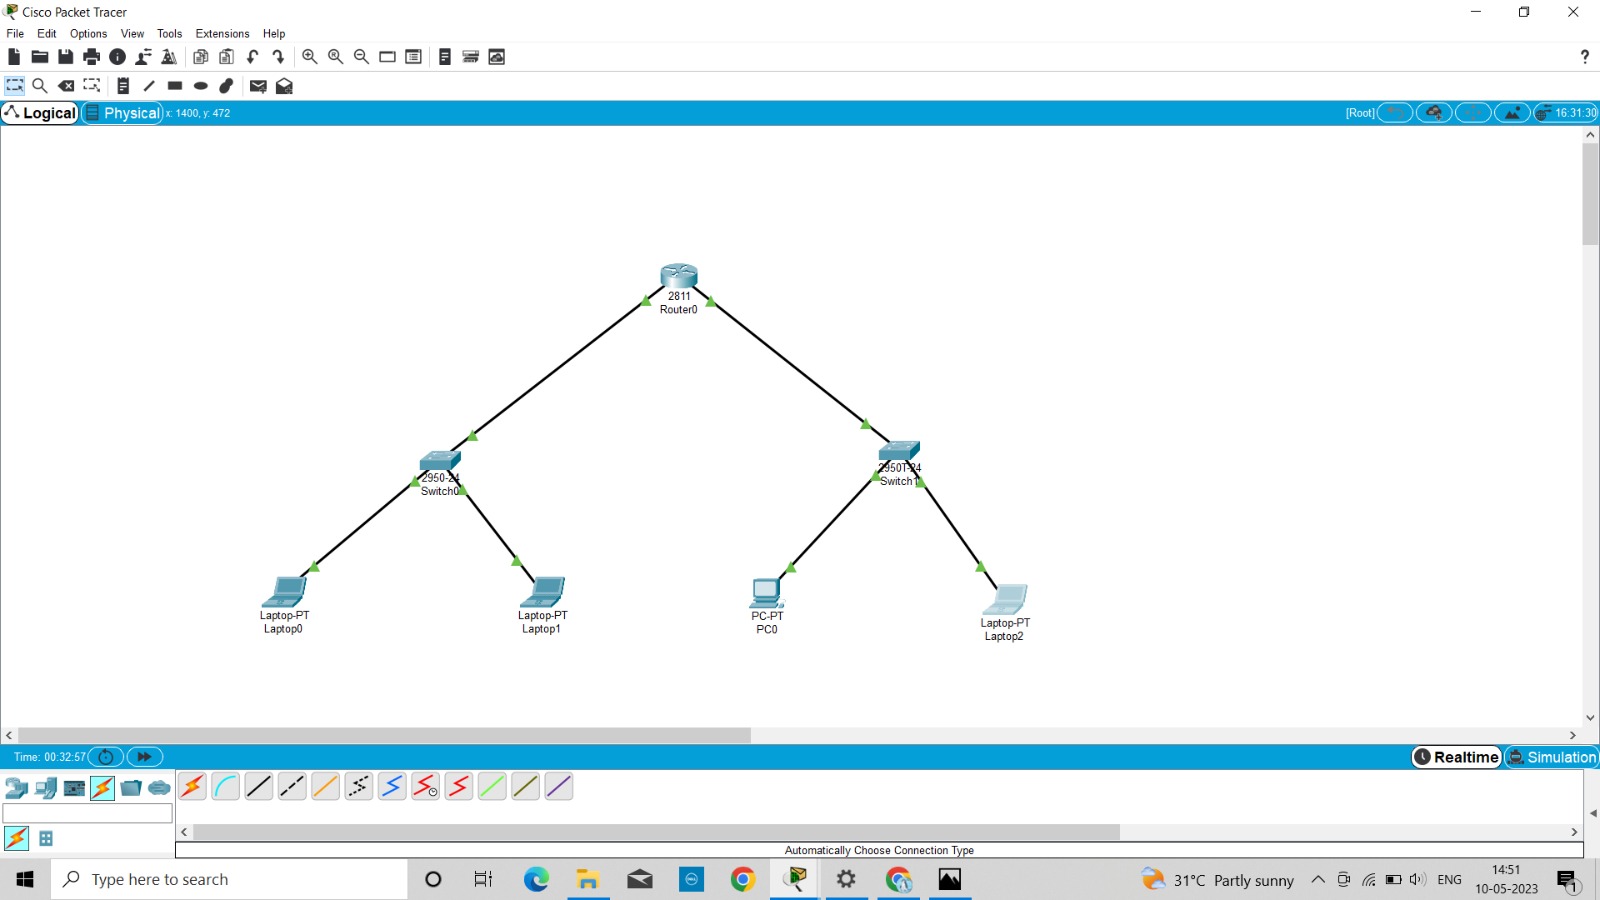 Cisco Packet Tracer
File Edit Options View Tools Extensions Help
?
Logical Physical x: 1400, y: 472 [Root] 16:31:30
2811
Router0
2950-24
Switch0
2950T-24
Switch1
Laptop-PT
Laptop0
Laptop-PT
Laptop1
PC-PT
PC0
Laptop-PT
Laptop2
Time: 00:32:57 Realtime Simulation
Automatically Choose Connection Type
Type here to search
31°C Partly sunny ENG
14:51
10-05-2023
1